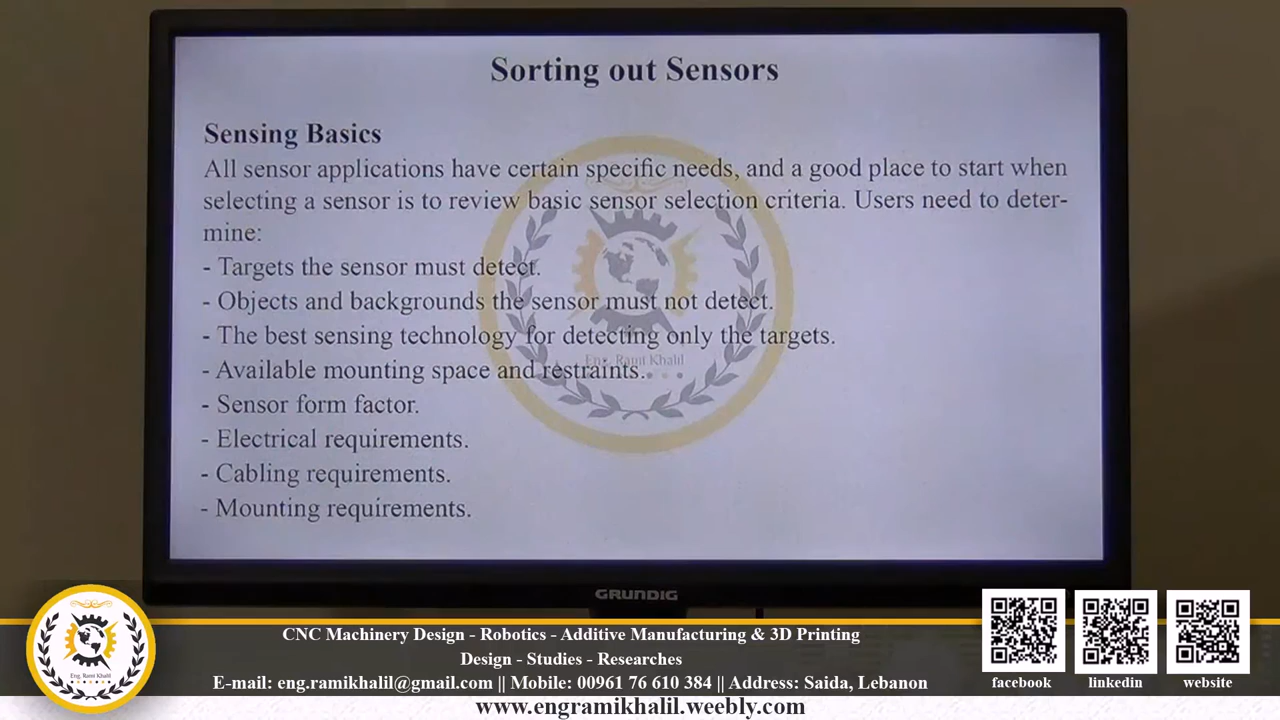 Sorting out Sensors
Sensing Basics
All sensor applications have certain specific needs, and a good place to start when
selecting a sensor is to review basic sensor selection criteria. Users need to deter-
mine:
- Targets the sensor must detect.
- Objects and backgrounds the sensor must not detect.
- The best sensing technology for detecting only the targets.
Eng. Rami Khalil
- Available mounting space and restraints.
- Sensor form factor.
- Electrical requirements.
- Cabling requirements.
- Mounting requirements.
GRUNDIG
Eng. Rami Khalil
CNC Machinery Design - Robotics - Additive Manufacturing & 3D Printing
Design - Studies - Researches
E-mail: eng.ramikhalil@gmail.com || Mobile: 00961 76 610 384 || Address: Saida, Lebanon
facebook
linkedin
website
www.engramikhalil.weebly.com